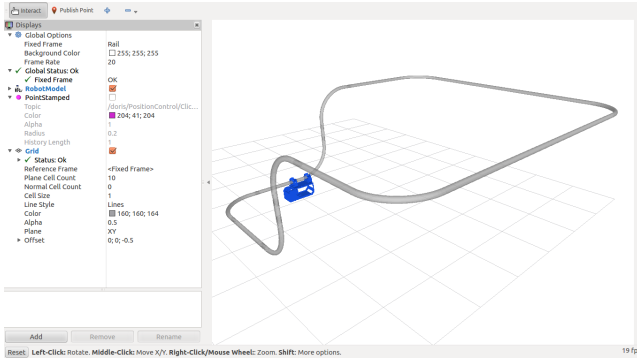 Interact Publish Point
Displays
Global Options
Fixed Frame Rail
Background Color 255; 255; 255
Frame Rate 20
Global Status: Ok
Fixed Frame OK
RobotModel
PointStamped
Topic /doris/PositionControl/Clic...
Color 204; 41; 204
Alpha 1
Radius 0.2
History Length 1
Grid
Status: Ok
Reference Frame <Fixed Frame>
Plane Cell Count 10
Normal Cell Count 0
Cell Size 1
Line Style Lines
Color 160; 160; 164
Alpha 0.5
Plane XY
Offset 0; 0; -0.5
Add Remove Rename
Reset Left-Click: Rotate. Middle-Click: Move X/Y. Right-Click/Mouse Wheel:: Zoom. Shift: More options. 19 fp